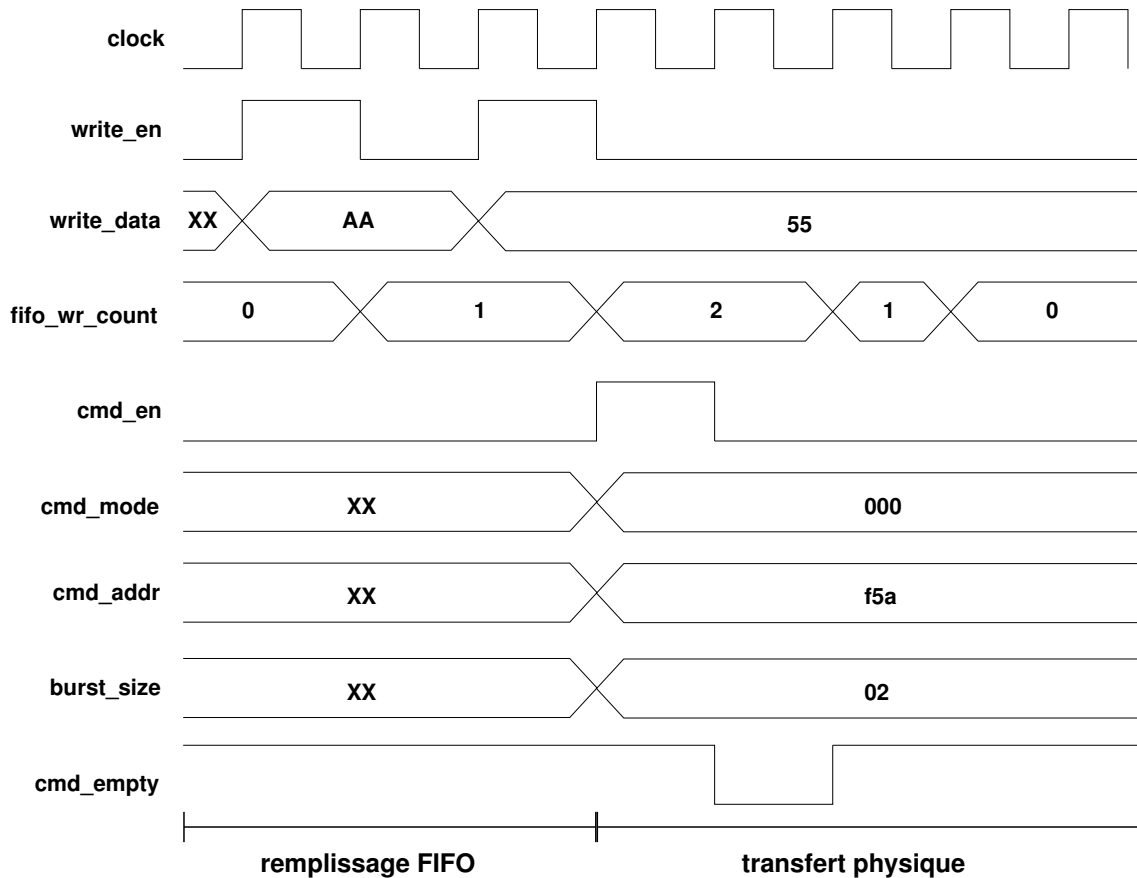 clock
write_en
write_data XX AA 55
fifo_wr_count 0 1 2 1 0
cmd_en
cmd_mode XX 000
cmd_addr XX f5a
burst_size XX 02
cmd_empty
remplissage FIFO transfert physique